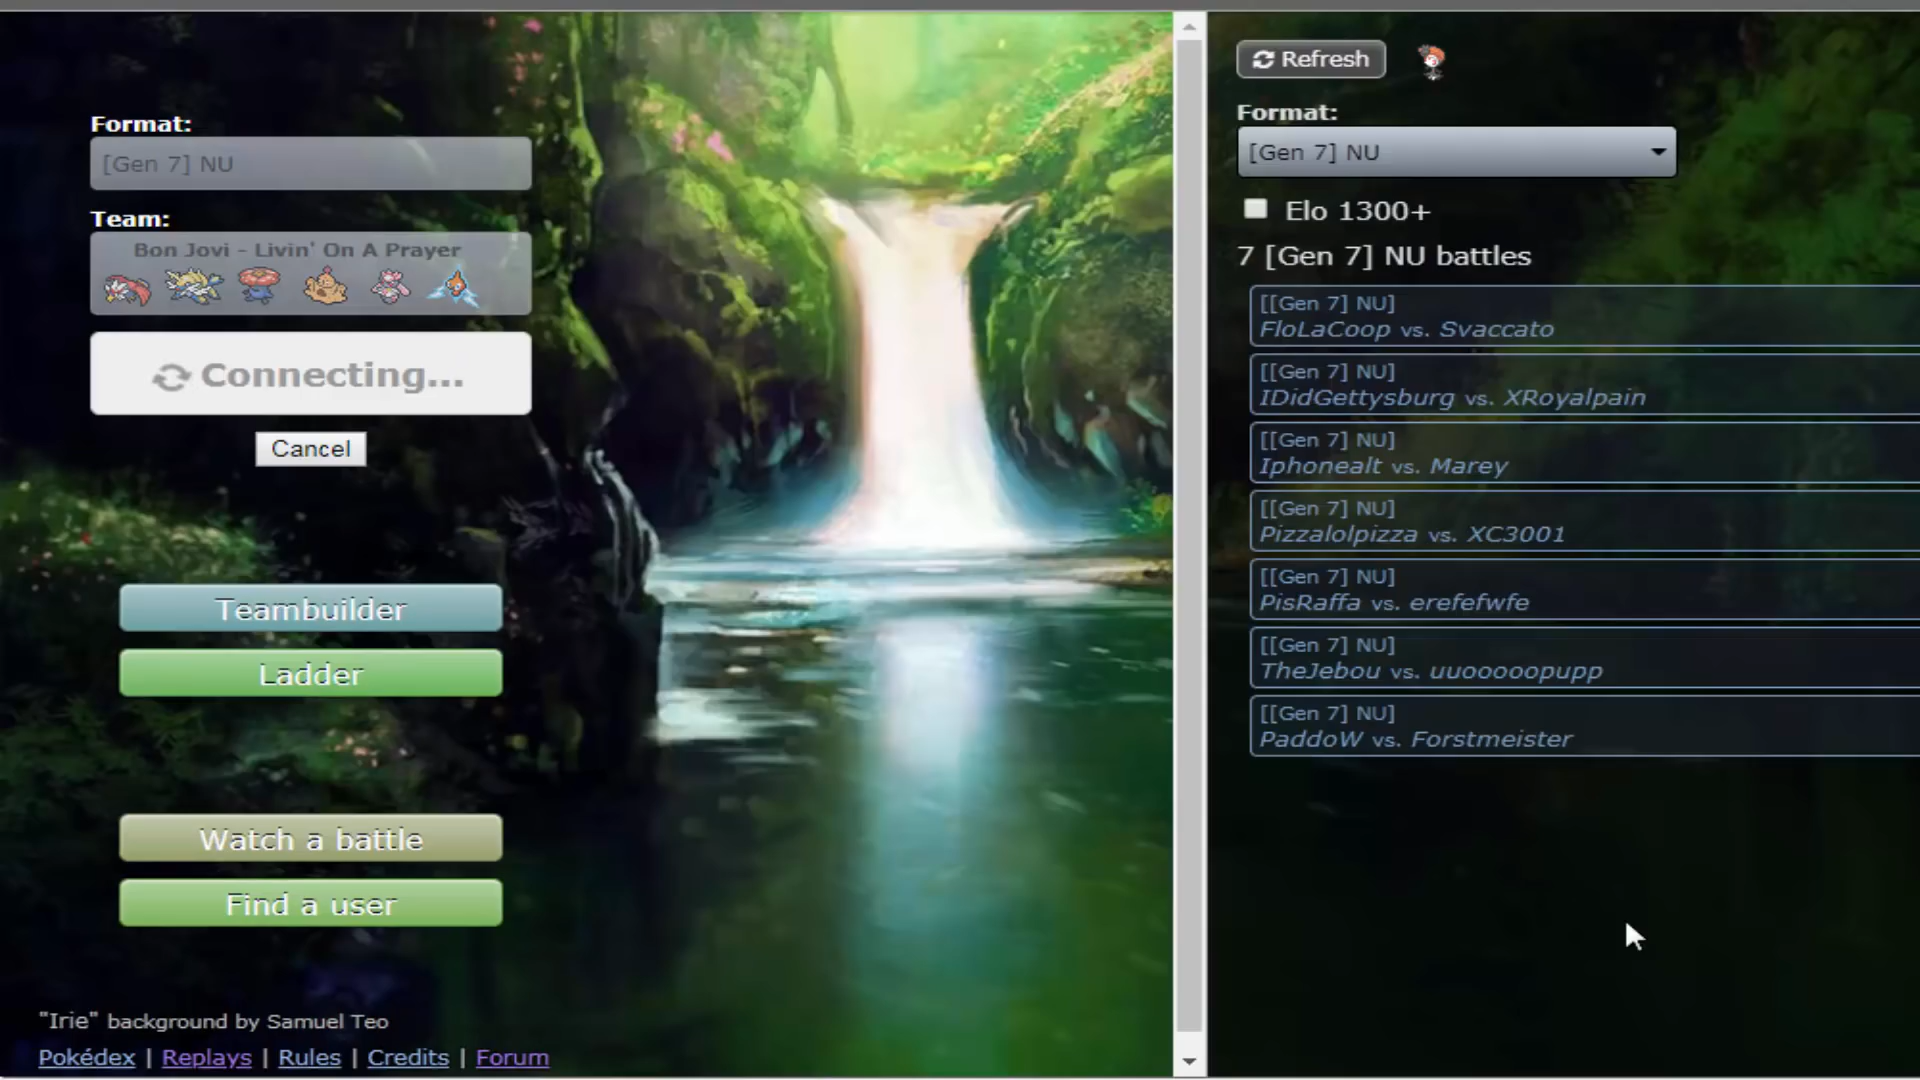 Format:
[Gen 7] NU
Team:
Bon Jovi - Livin' On A Prayer
Connecting...
Cancel
Teambuilder
Ladder
Watch a battle
Find a user
"Irie" background by Samuel Teo
Pokédex | Replays | Rules | Credits | Forum
Refresh
Format:
[Gen 7] NU
Elo 1300+
7 [Gen 7] NU battles
[[Gen 7] NU]
FloLaCoop vs. Svaccato
[[Gen 7] NU]
IDidGettysburg vs. XRoyalpain
[[Gen 7] NU]
Iphonealt vs. Marey
[[Gen 7] NU]
Pizzalolpizza vs. XC3001
[[Gen 7] NU]
PisRaffa vs. erefefwfe
[[Gen 7] NU]
TheJebou vs. uuooooopupp
[[Gen 7] NU]
PaddoW vs. Forstmeister